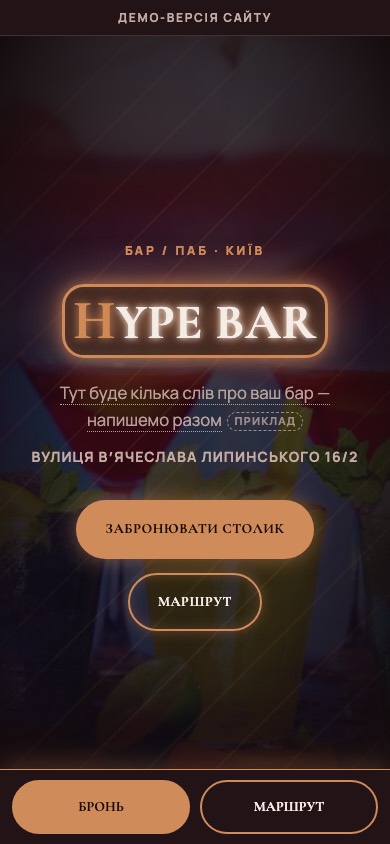 ДЕМО-ВЕРСІЯ САЙТУ
БАР / ПАБ · КИЇВ
HYPE BAR
Тут буде кілька слів про ваш бар —
напишемо разом ПРИКЛАД
ВУЛИЦЯ В’ЯЧЕСЛАВА ЛИПИНСЬКОГО 16/2
ЗАБРОНЮВАТИ СТОЛИК
МАРШРУТ
БРОНЬ МАРШРУТ